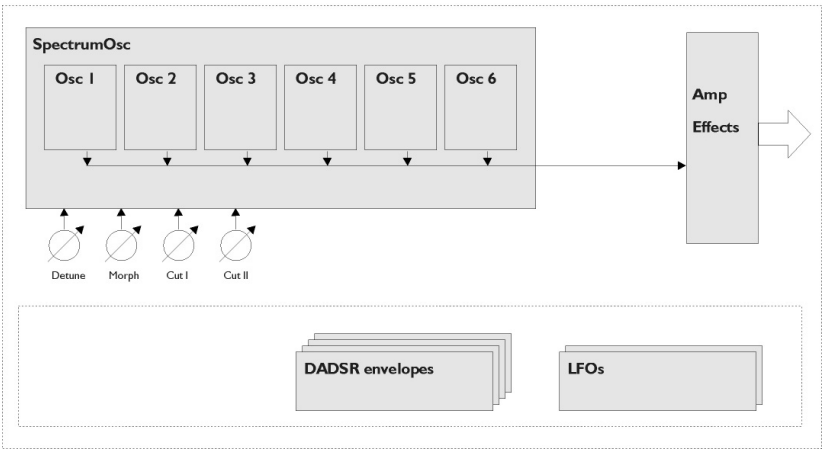 SpectrumOsc
Osc 1 Osc 2 Osc 3 Osc 4 Osc 5 Osc 6
Amp
Effects
Detune Morph Cut I Cut II
DADSR envelopes LFOs